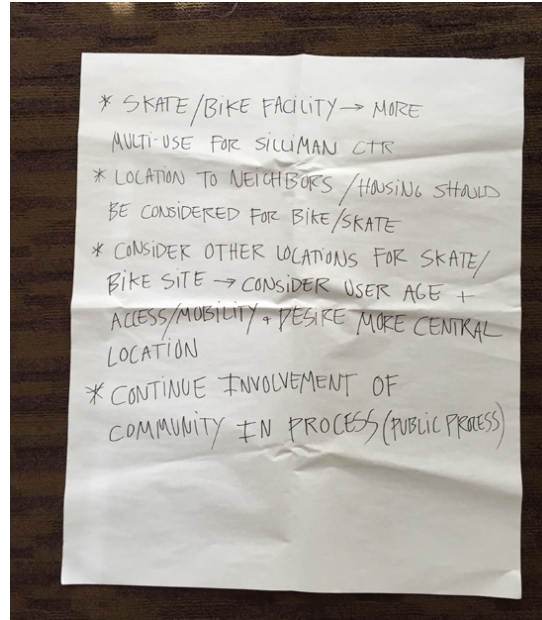 * SKATE/BIKE FACILITY → MORE
MULTI-USE FOR SILLIMAN CTR
* LOCATION TO NEIGHBORS/HOUSING SHOULD
BE CONSIDERED FOR BIKE/SKATE
* CONSIDER OTHER LOCATIONS FOR SKATE/
BIKE SITE → CONSIDER USER AGE +
ACCESS/MOBILITY + DESIRE MORE CENTRAL
LOCATION
* CONTINUE INVOLVEMENT OF
COMMUNITY IN PROCESS (PUBLIC PROCESS)